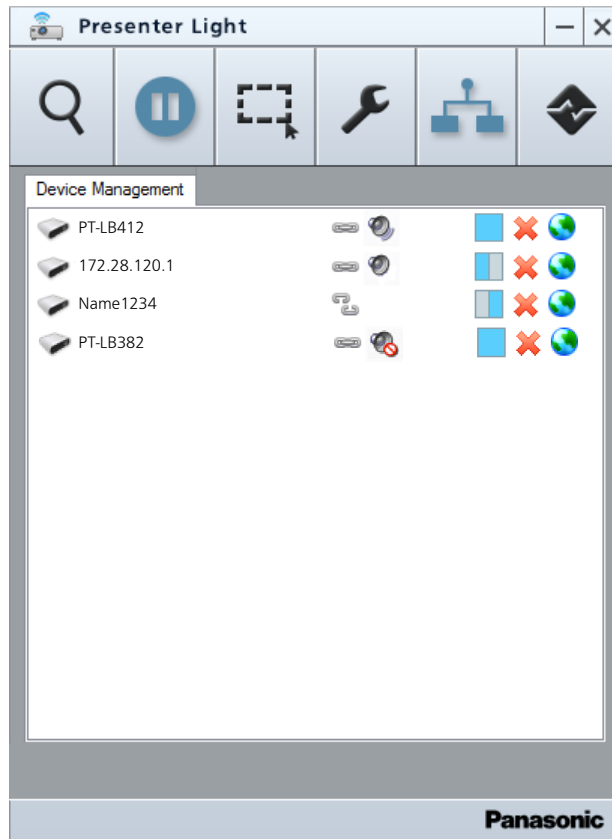 Presenter Light
Device Management
PT-LB412
172.28.120.1
Name1234
PT-LB382
Panasonic